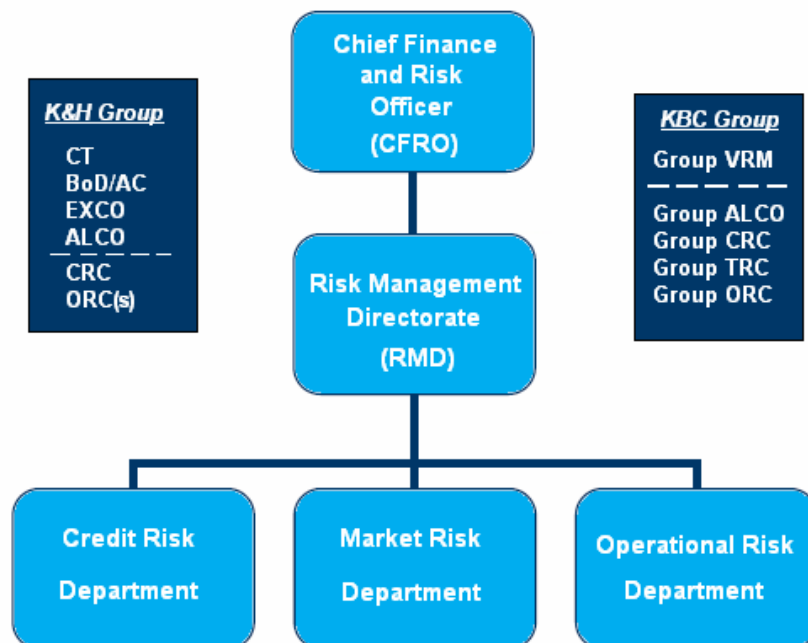 Chief Finance
and Risk
Officer
(CFRO)
K&H Group
CT
BoD/AC
EXCO
ALCO
CRC
ORC(s)
KBC Group
Group VRM
Group ALCO
Group CRC
Group TRC
Group ORC
Risk Management
Directorate
(RMD)
Credit Risk
Department
Market Risk
Department
Operational Risk
Department